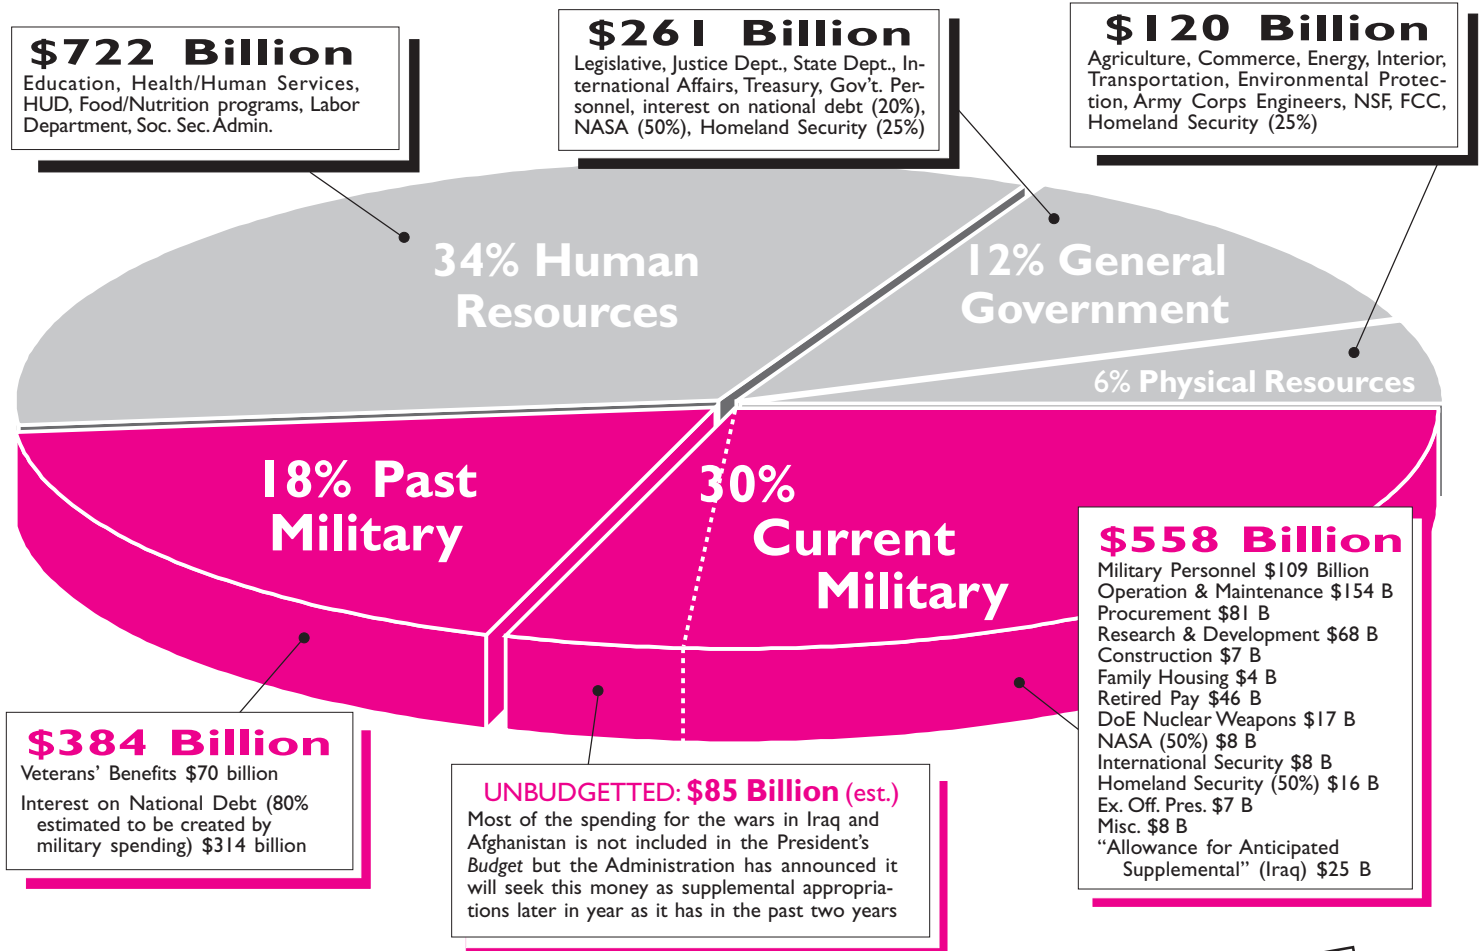 $722 Billion
Education, Health/Human Services,
HUD, Food/Nutrition programs, Labor
Department, Soc. Sec. Admin.
$261 Billion
Legislative, Justice Dept., State Dept., In-
ternational Affairs, Treasury, Gov't. Per-
sonnel, interest on national debt (20%),
NASA (50%), Homeland Security (25%)
$120 Billion
Agriculture, Commerce, Energy, Interior,
Transportation, Environmental Protec-
tion, Army Corps Engineers, NSF, FCC,
Homeland Security (25%)
34% Human
Resources
12% General
Government
6% Physical Resources
18% Past
Military
30%
Current
Military
$384 Billion
Veterans' Benefits $70 billion
Interest on National Debt (80%
estimated to be created by
military spending) $314 billion
UNBUDGETTED: $85 Billion (est.)
Most of the spending for the wars in Iraq and
Afghanistan is not included in the President's
Budget but the Administration has announced it
will seek this money as supplemental appropria-
tions later in year as it has in the past two years
$558 Billion
Military Personnel $109 Billion
Operation & Maintenance $154 B
Procurement $81 B
Research & Development $68 B
Construction $7 B
Family Housing $4 B
Retired Pay $46 B
DoE Nuclear Weapons $17 B
NASA (50%) $8 B
International Security $8 B
Homeland Security (50%) $16 B
Ex. Off. Pres. $7 B
Misc. $8 B
“Allowance for Anticipated
Supplemental” (Iraq) $25 B